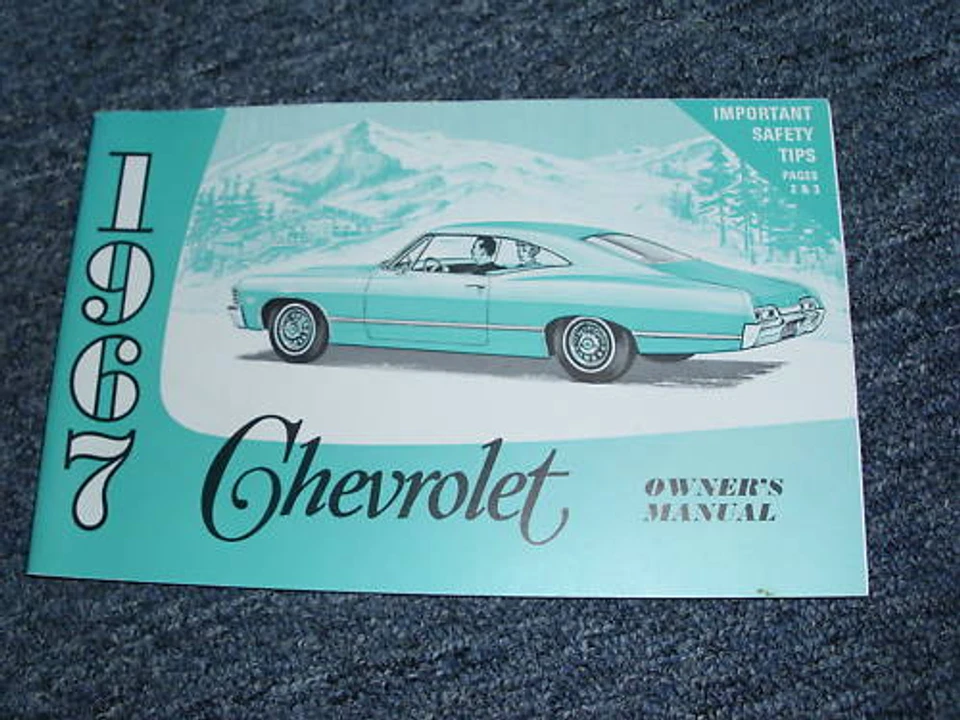 1967
IMPORTANT
SAFETY
TIPS
PAGES
2 & 3
Chevrolet
OWNER'S
MANUAL